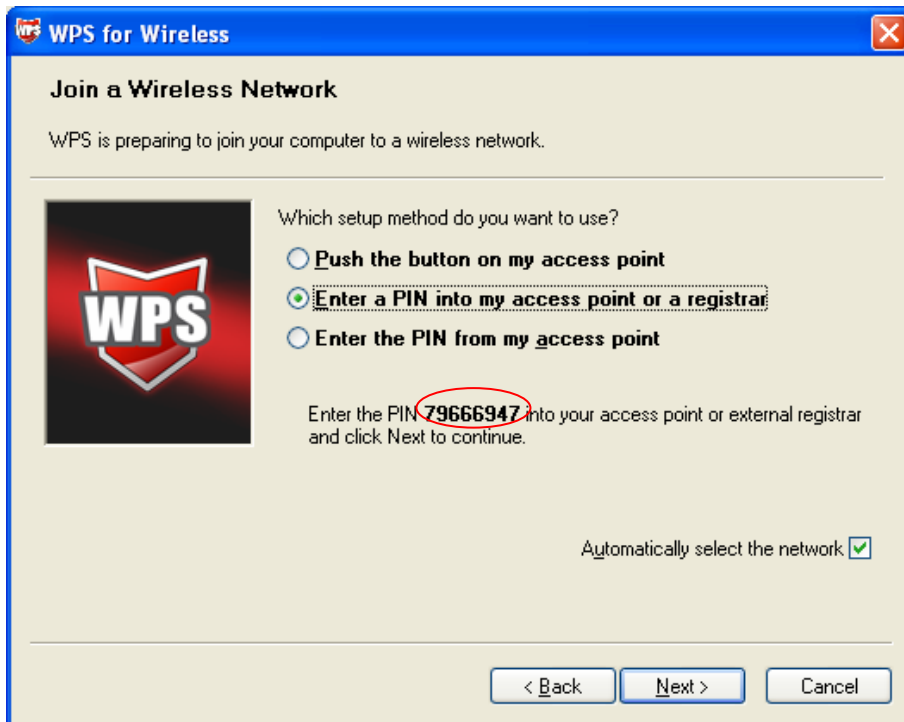 WPS for Wireless
Join a Wireless Network
WPS is preparing to join your computer to a wireless network.
WPS
Which setup method do you want to use?
Push the button on my access point
Enter a PIN into my access point or a registrar
Enter the PIN from my access point
Enter the PIN 79666947 into your access point or external registrar
and click Next to continue.
Automatically select the network
< Back
Next >
Cancel